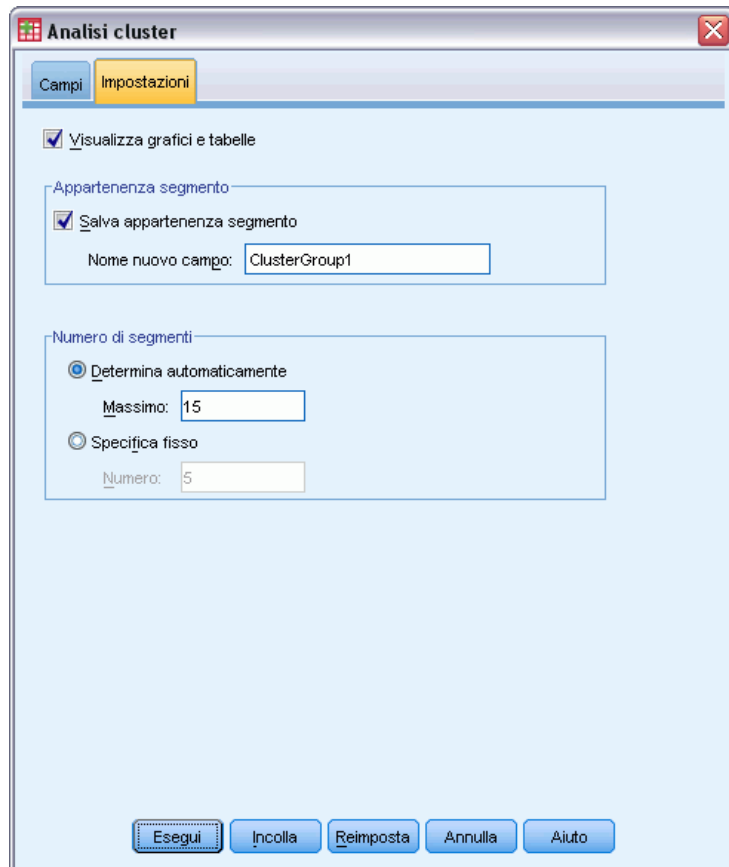 Analisi cluster
Campi
Impostazioni
Visualizza grafici e tabelle
Appartenenza segmento
Salva appartenenza segmento
Nome nuovo campo: ClusterGroup1
Numero di segmenti
Determina automaticamente
Massimo: 15
Specifica fisso
Numero: 5
Esegui
Incolla
Reimposta
Annulla
Aiuto